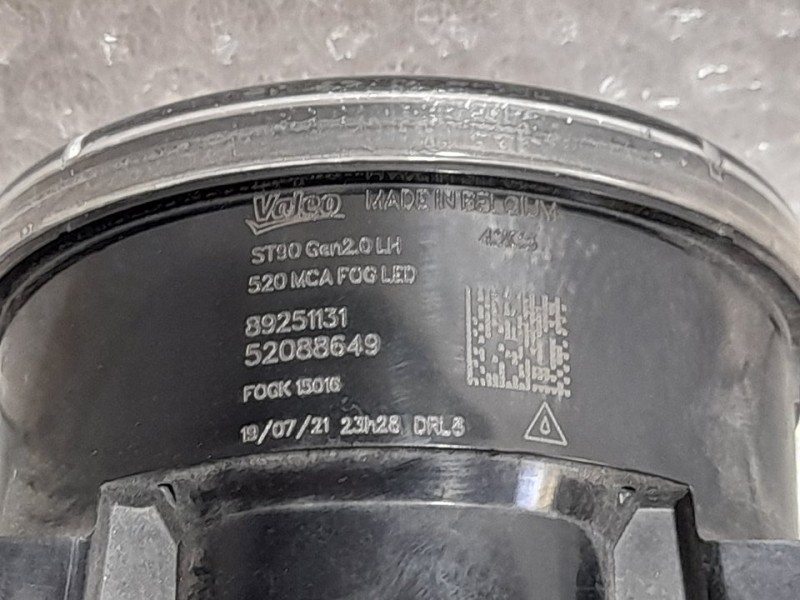 Valeo MADE IN BELGIUM
ST90 Gen2.0 LH
520 MCA FOG LED
89251131
52088649
FOGK 15016
19/07/21 23h28 DRL8